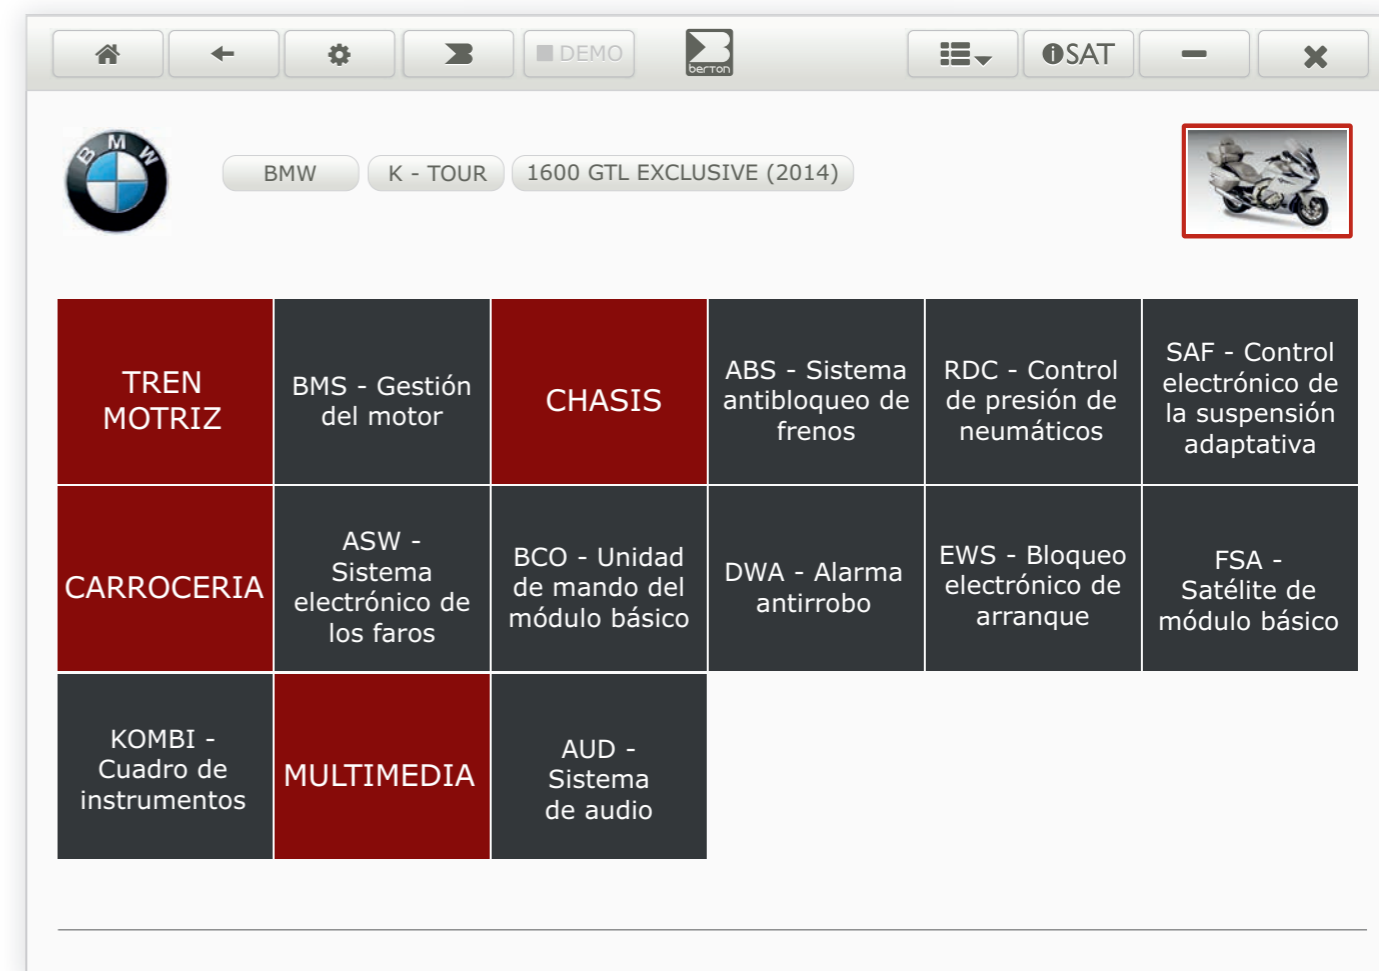 DEMO
berton
SAT
BMW
BMW
K - TOUR
1600 GTL EXCLUSIVE (2014)
TREN
MOTRIZ
BMS - Gestión
del motor
CHASIS
ABS - Sistema
antibloqueo de
frenos
RDC - Control
de presión de
neumáticos
SAF - Control
electrónico de
la suspensión
adaptativa
CARROCERIA
ASW -
Sistema
electrónico de
los faros
BCO - Unidad
de mando del
módulo básico
DWA - Alarma
antirrobo
EWS - Bloqueo
electrónico de
arranque
FSA -
Satélite de
módulo básico
KOMBI -
Cuadro de
instrumentos
MULTIMEDIA
AUD -
Sistema
de audio